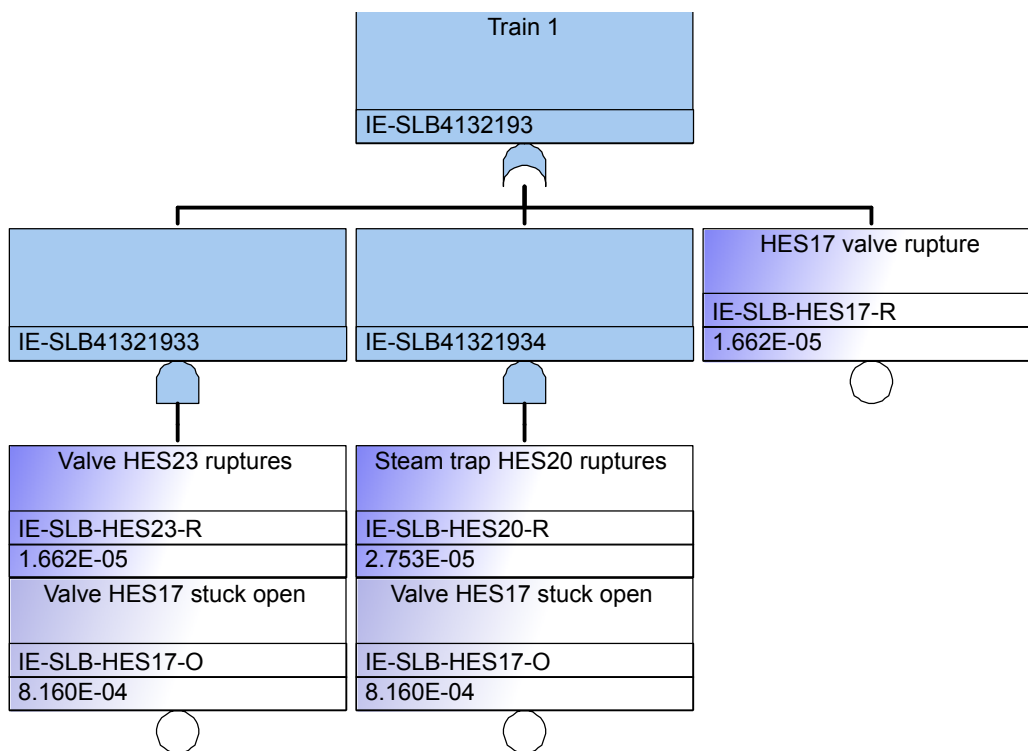 Train 1
IE-SLB4132193
HES17 valve rupture
IE-SLB-HES17-R
1.662E-05
IE-SLB41321933
IE-SLB41321934
Valve HES23 ruptures
IE-SLB-HES23-R
1.662E-05
Valve HES17 stuck open
IE-SLB-HES17-O
8.160E-04
Steam trap HES20 ruptures
IE-SLB-HES20-R
2.753E-05
Valve HES17 stuck open
IE-SLB-HES17-O
8.160E-04